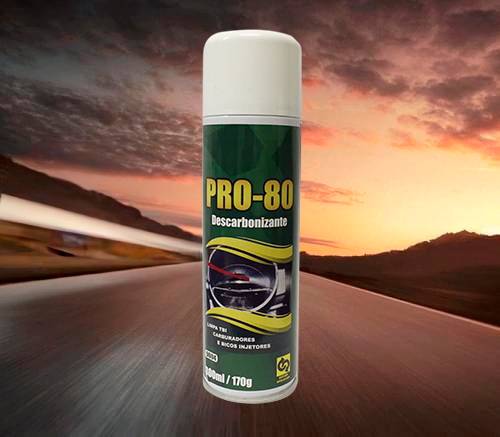 PRO-80
Descarbonizante
LIMPA TBI
CARBURADORES
E BICOS INJETORES
300ml / 170g